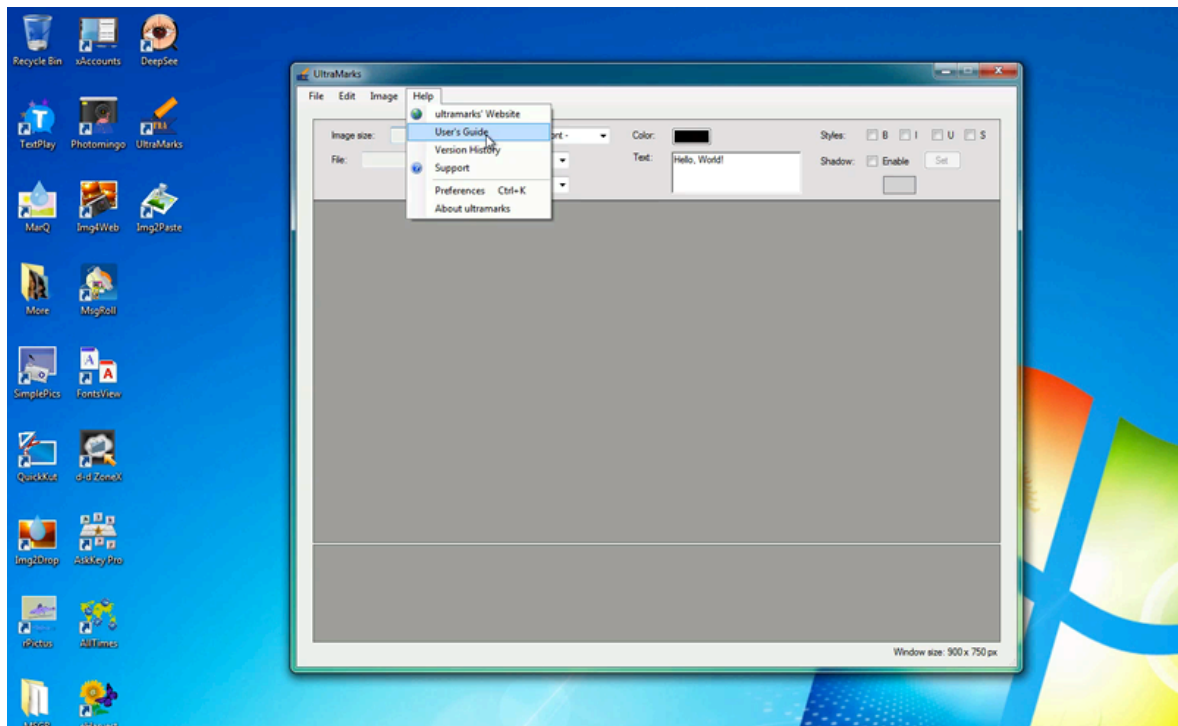 Recycle Bin xAccounts DeepSee
UltraMarks
File Edit Image Help
ultramarks' Website
Image size: User's Guide ont - Color: Styles: B I U S
TextPlay Photomingo UltraMarks
Version History
File: Text: Hello, World! Shadow: Enable Set
Support
Preferences Ctrl+K
About ultramarks
MarQ Img4Web Img2Paste
More MsgRoll
SimplePics FontsView
QuickKut d-d ZoneX
Img2Drop AskKey Pro
AllTimes
Window size: 900 x 750 px